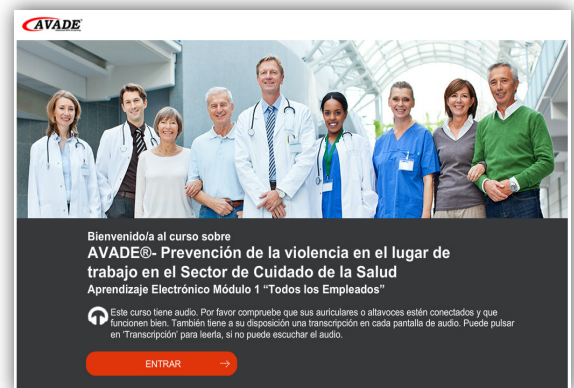 AVADE®
Bienvenido/a al curso sobre
AVADE®- Prevención de la violencia en el lugar de
trabajo en el Sector de Cuidado de la Salud
Aprendizaje Electrónico Módulo 1 “Todos los Empleados”
Este curso tiene audio. Por favor compruebe que sus auriculares o altavoces estén conectados y que
funcionen bien. También tiene a su disposición una transcripción en cada pantalla de audio. Puede pulsar
en 'Transcripción' para leerla, si no puede escuchar el audio.
ENTRAR →